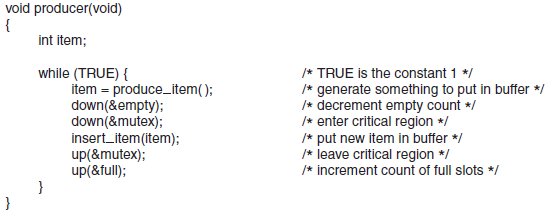 void producer(void)
{
int item;
while (TRUE) { /* TRUE is the constant 1 */
item = produce_item( ); /* generate something to put in buffer */
down(&empty); /* decrement empty count */
down(&mutex); /* enter critical region */
insert_item(item); /* put new item in buffer */
up(&mutex); /* leave critical region */
up(&full); /* increment count of full slots */
}
}